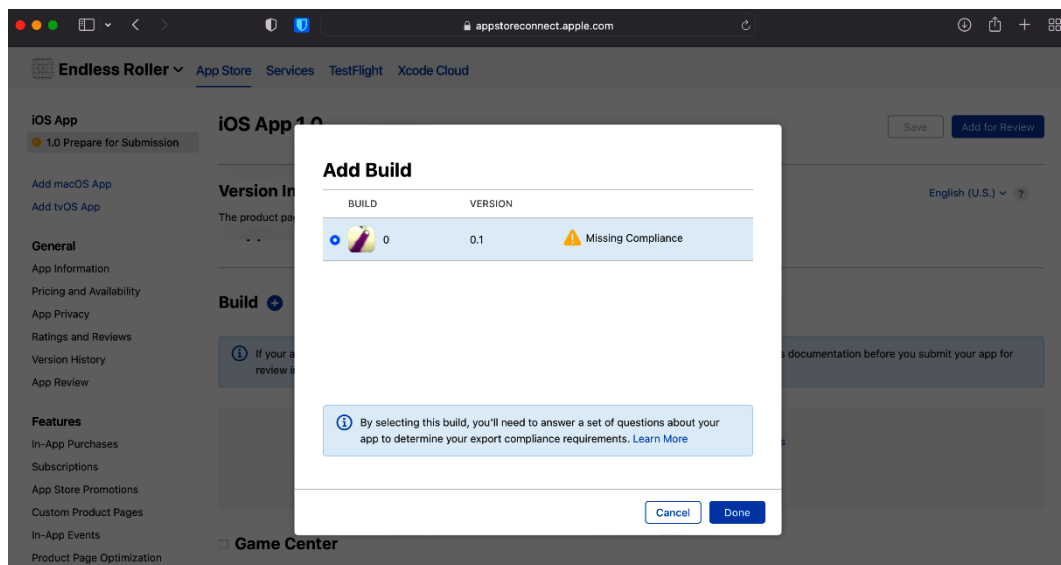 appstoreconnect.apple.com
Endless Roller
App Store Services TestFlight Xcode Cloud
iOS App
1.0 Prepare for Submission
Add macOS App
Add tvOS App
General
App Information
Pricing and Availability
App Privacy
Ratings and Reviews
Version History
App Review
Features
In-App Purchases
Subscriptions
App Store Promotions
Custom Product Pages
In-App Events
Product Page Optimization
iOS App 1.0
Save Add for Review
Version In
English (U.S.) ?
The product pa
Build
If your a
documentation before you submit your app for
review i
Game Center
Add Build
BUILD VERSION
0 0.1 Missing Compliance
By selecting this build, you'll need to answer a set of questions about your
app to determine your export compliance requirements. Learn More
Cancel Done